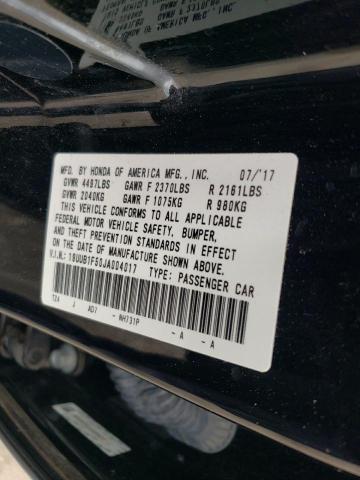 MFD. BY HONDA OF AMERICA MFG., INC. 07/'17
GVWR 4497LBS GAWR F 2370LBS R 2161LBS
GVWR 2040KG GAWR F 1075KG R 980KG
THIS VEHICLE CONFORMS TO ALL APPLICABLE
FEDERAL MOTOR VEHICLE SAFETY, BUMPER,
AND THEFT PREVENTION STANDARDS IN EFFECT
ON THE DATE OF MANUFACTURE SHOWN ABOVE.
V.I.N.: 19UUB1F50JA004017 TYPE: PASSENGER CAR
TZ4 A AD7 - NH731P - A - A